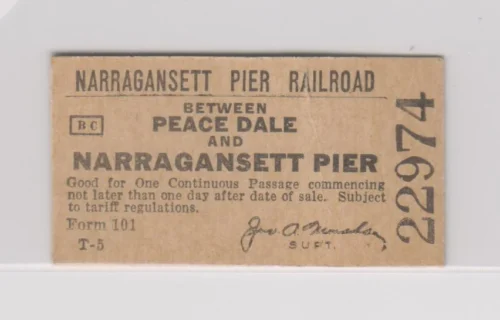 NARRAGANSETT PIER RAILROAD
BETWEEN
B C
PEACE DALE
AND
NARRAGANSETT PIER
Good for One Continuous Passage commencing
not later than one day after date of sale. Subject
to tariff regulations.
Form 101
T-5
SUPT.
22974